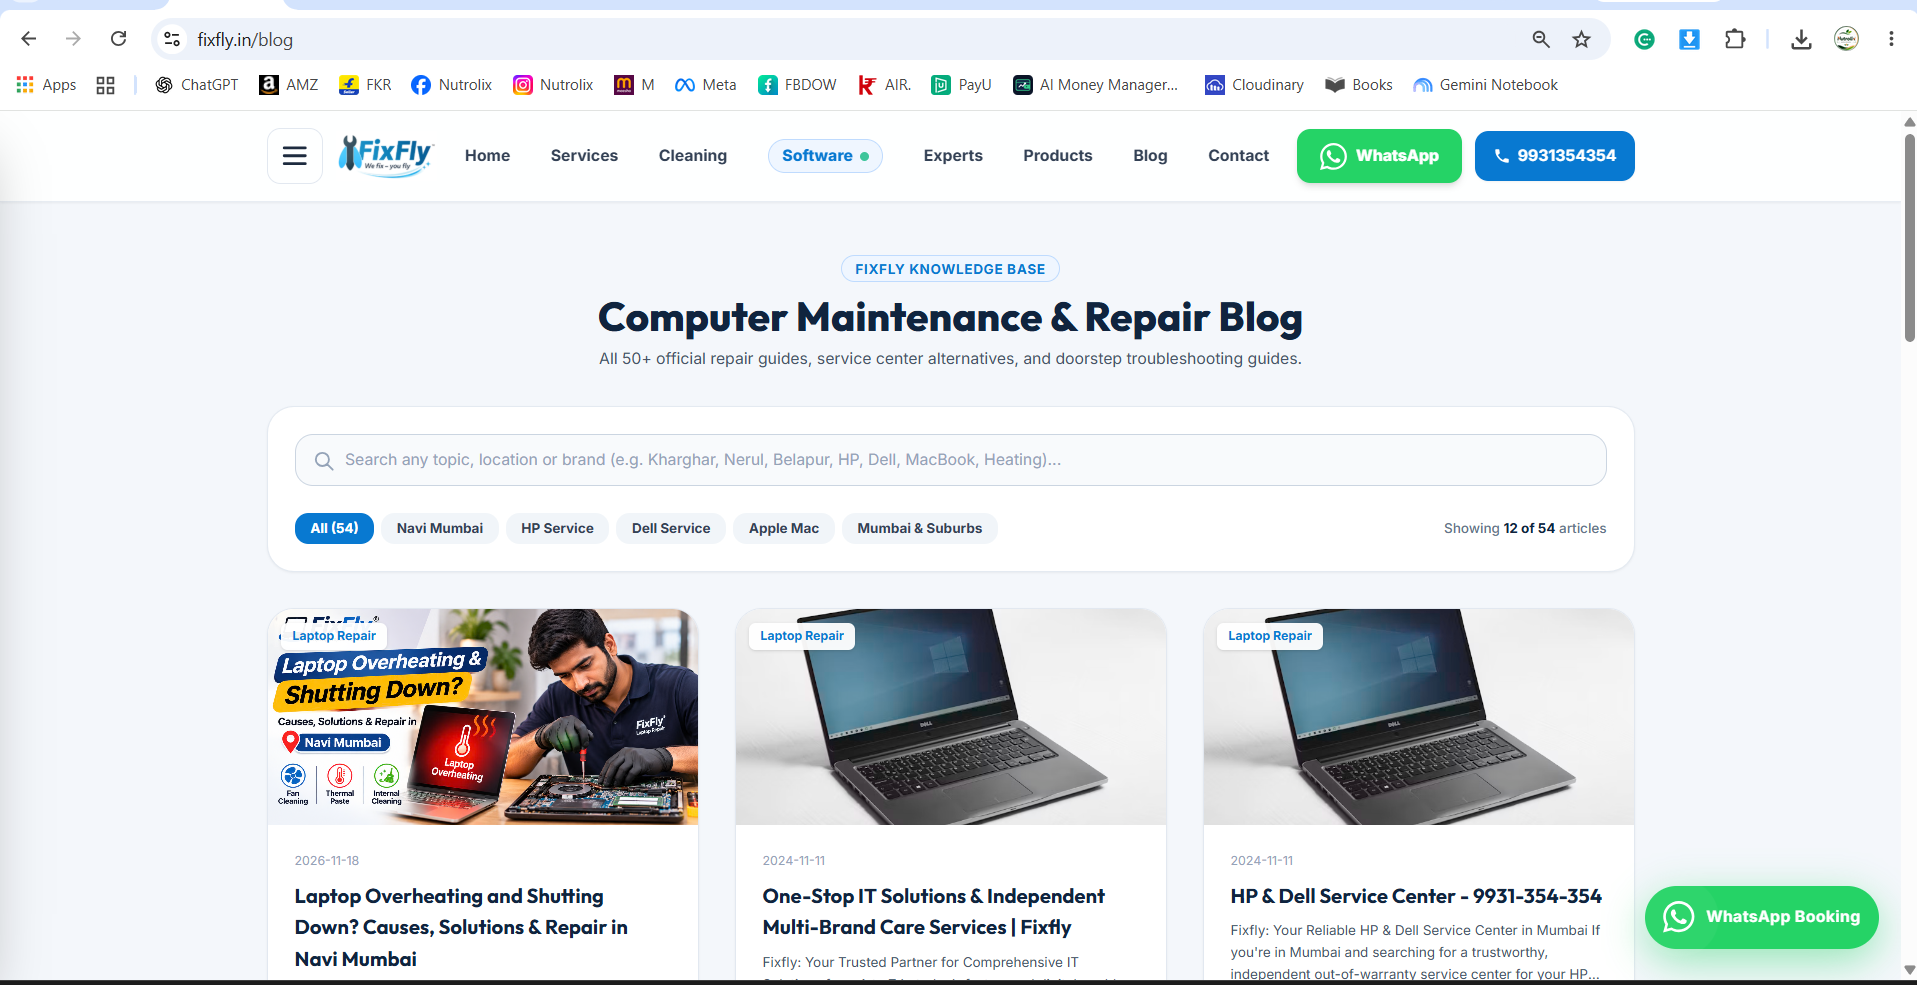 fixfly.in/blog
Apps
ChatGPT
AMZ
FKR
Nutrolix
Nutrolix
M
Meta
FBDOW
AIR.
PayU
AI Money Manager...
Cloudinary
Books
Gemini Notebook
FixFly
We fix - you fly
Home
Services
Cleaning
Software
Experts
Products
Blog
Contact
WhatsApp
9931354354
FIXFLY KNOWLEDGE BASE
Computer Maintenance & Repair Blog
All 50+ official repair guides, service center alternatives, and doorstep troubleshooting guides.
Search any topic, location or brand (e.g. Kharghar, Nerul, Belapur, HP, Dell, MacBook, Heating)...
All (54)
Navi Mumbai
HP Service
Dell Service
Apple Mac
Mumbai & Suburbs
Showing 12 of 54 articles
Laptop Repair
Laptop Overheating &
Shutting Down?
Causes, Solutions & Repair in
Navi Mumbai
Fan
Cleaning
Thermal
Paste
Internal
Cleaning
Laptop
Overheating
FixFly
Laptop Repair
2026-11-18
Laptop Overheating and Shutting
Down? Causes, Solutions & Repair in
Navi Mumbai
Laptop Repair
DELL
2024-11-11
One-Stop IT Solutions & Independent
Multi-Brand Care Services | Fixfly
Fixfly: Your Trusted Partner for Comprehensive IT
Laptop Repair
DELL
2024-11-11
HP & Dell Service Center - 9931-354-354
Fixfly: Your Reliable HP & Dell Service Center in Mumbai If
you're in Mumbai and searching for a trustworthy,
independent out-of-warranty service center for your HP...
WhatsApp Booking